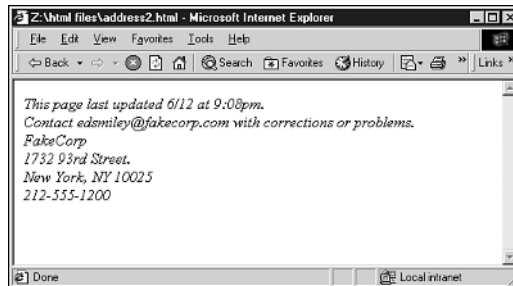 Z:\html files\address2.html - Microsoft Internet Explorer
File Edit View Favorites Tools Help
Back Search Favorites History » Links »
This page last updated 6/12 at 9:08pm.
Contact edsmiley@fakecorp.com with corrections or problems.
FakeCorp
1732 93rd Street.
New York, NY 10025
212-555-1200
Done Local intranet